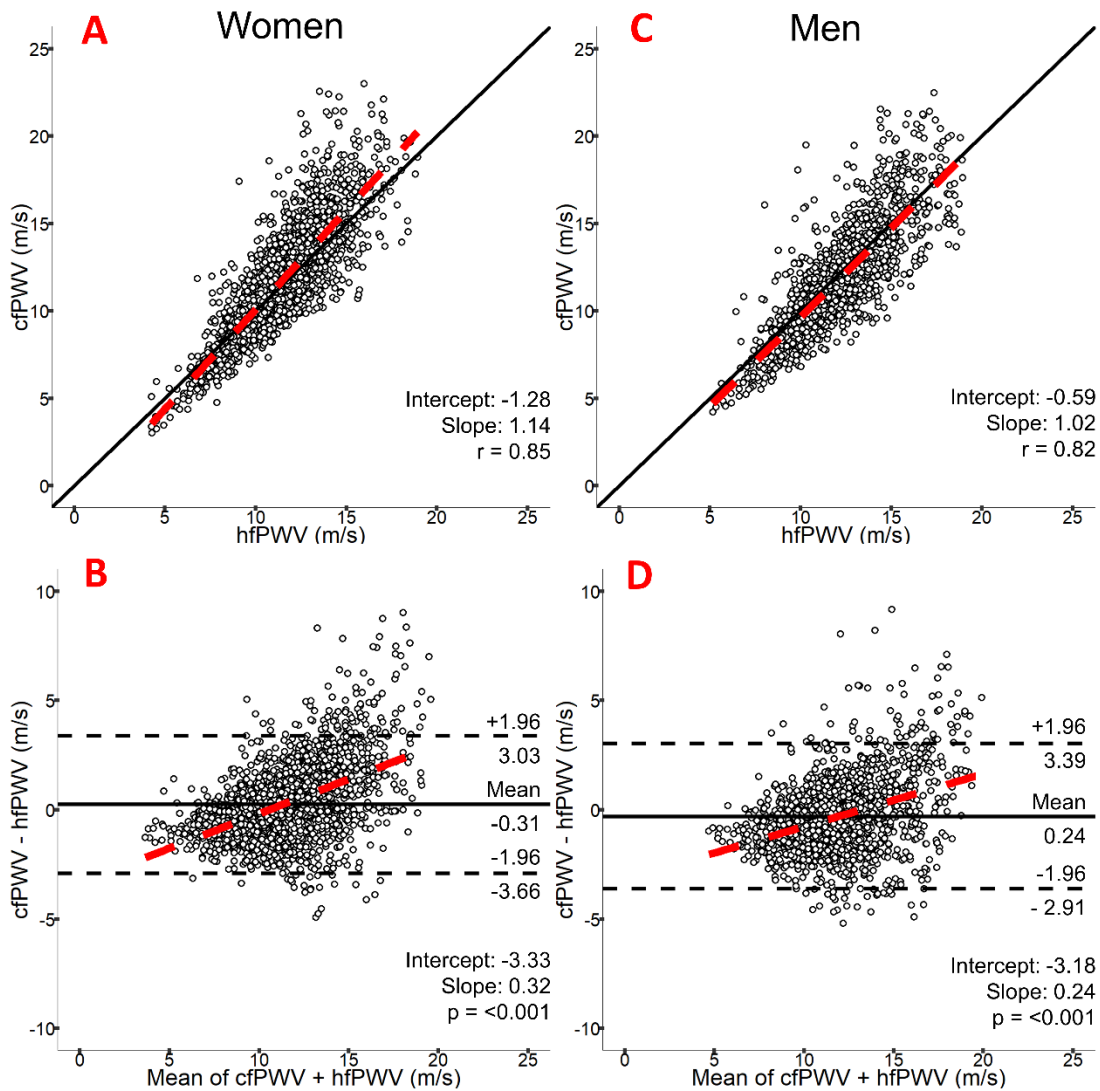 A
Women
25
20
15
10
5
0
cfPWV (m/s)
Intercept: -1.28
Slope: 1.14
r = 0.85
0
5
10
15
20
25
hfPWV (m/s)
C
Men
25
20
15
10
5
0
cfPWV (m/s)
Intercept: -0.59
Slope: 1.02
r = 0.82
0
5
10
15
20
25
hfPWV (m/s)
B
10
5
0
-5
-10
cfPWV - hfPWV (m/s)
+1.96
3.03
Mean
-0.31
-1.96
-3.66
Intercept: -3.33
Slope: 0.32
p = <0.001
0
5
10
15
20
25
Mean of cfPWV + hfPWV (m/s)
D
10
5
0
-5
-10
cfPWV - hfPWV (m/s)
+1.96
3.39
Mean
0.24
-1.96
- 2.91
Intercept: -3.18
Slope: 0.24
p = <0.001
0
5
10
15
20
25
Mean of cfPWV + hfPWV (m/s)